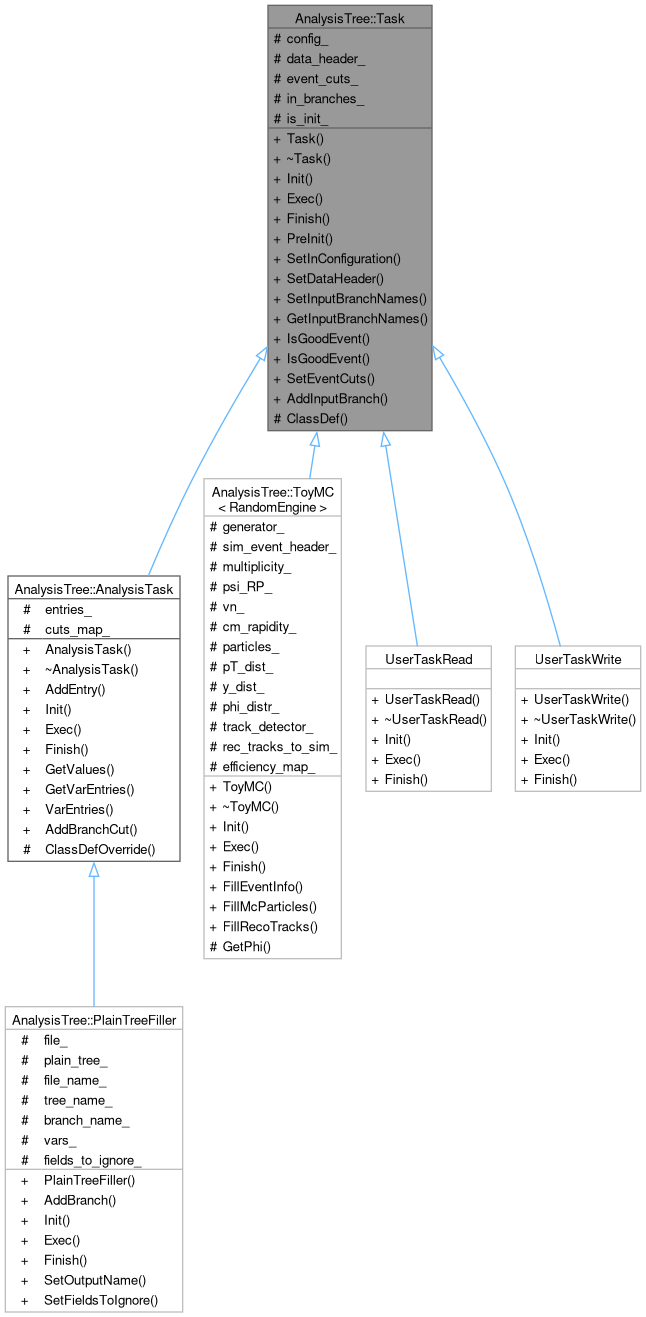 AnalysisTree::Task
# config_
# data_header_
# event_cuts_
# in_branches_
# is_init_
+ Task()
+ ~Task()
+ Init()
+ Exec()
+ Finish()
+ PreInit()
+ SetInConfiguration()
+ SetDataHeader()
+ SetInputBranchNames()
+ GetInputBranchNames()
+ IsGoodEvent()
+ IsGoodEvent()
+ SetEventCuts()
+ AddInputBranch()
# ClassDef()
AnalysisTree::AnalysisTask
# entries_
# cuts_map_
+ AnalysisTask()
+ ~AnalysisTask()
+ AddEntry()
+ Init()
+ Exec()
+ Finish()
+ GetValues()
+ GetVarEntries()
+ VarEntries()
+ AddBranchCut()
# ClassDefOverride()
AnalysisTree::ToyMC
< RandomEngine >
# generator_
# sim_event_header_
# multiplicity_
# psi_RP_
# vn_
# cm_rapidity_
# particles_
# pT_dist_
# y_dist_
# phi_distr_
# track_detector_
# rec_tracks_to_sim_
# efficiency_map_
+ ToyMC()
+ ~ToyMC()
+ Init()
+ Exec()
+ Finish()
+ FillEventInfo()
+ FillMcParticles()
+ FillRecoTracks()
# GetPhi()
UserTaskRead
+ UserTaskRead()
+ ~UserTaskRead()
+ Init()
+ Exec()
+ Finish()
UserTaskWrite
+ UserTaskWrite()
+ ~UserTaskWrite()
+ Init()
+ Exec()
+ Finish()
AnalysisTree::PlainTreeFiller
# file_
# plain_tree_
# file_name_
# tree_name_
# branch_name_
# vars_
# fields_to_ignore_
+ PlainTreeFiller()
+ AddBranch()
+ Init()
+ Exec()
+ Finish()
+ SetOutputName()
+ SetFieldsToIgnore()